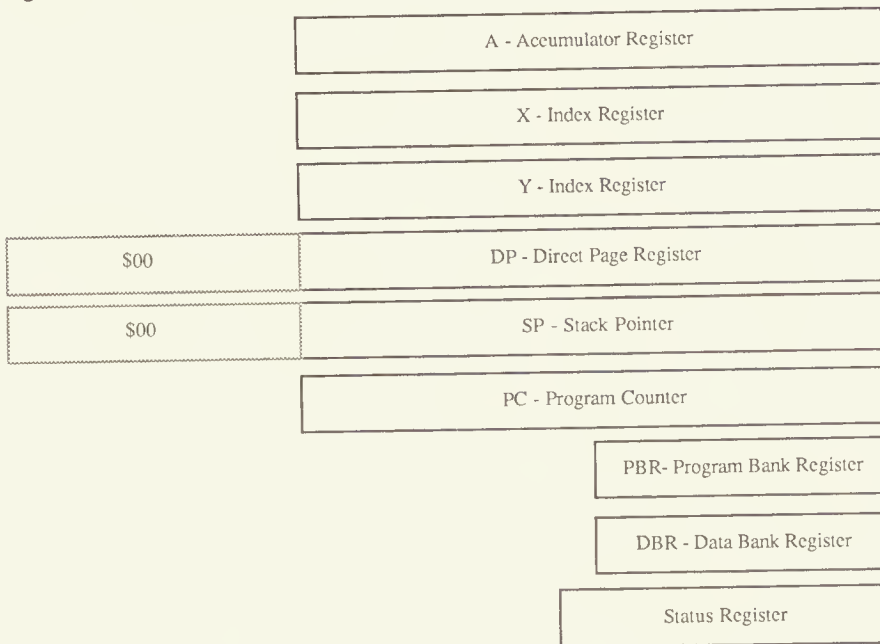 A - Accumulator Register
X - Index Register
Y - Index Register
$00 DP - Direct Page Register
$00 SP - Stack Pointer
PC - Program Counter
PBR- Program Bank Register
DBR - Data Bank Register
Status Register